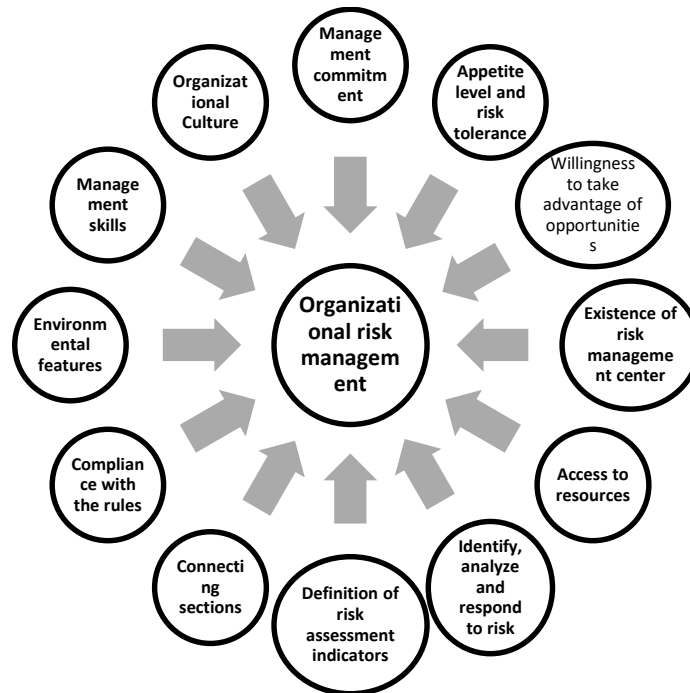 Manage
ment
commitm
ent
Appetite
level and
risk
tolerance
Willingness
to take
advantage of
opportunitie
s
Existence of
risk
manageme
nt center
Access to
resources
Identify,
analyze
and
respond
to risk
Definition of
risk
assessment
indicators
Connecti
ng
sections
Complian
ce with
the rules
Environm
ental
features
Manage
ment
skills
Organizat
ional
Culture
Organizati
onal risk
managem
ent